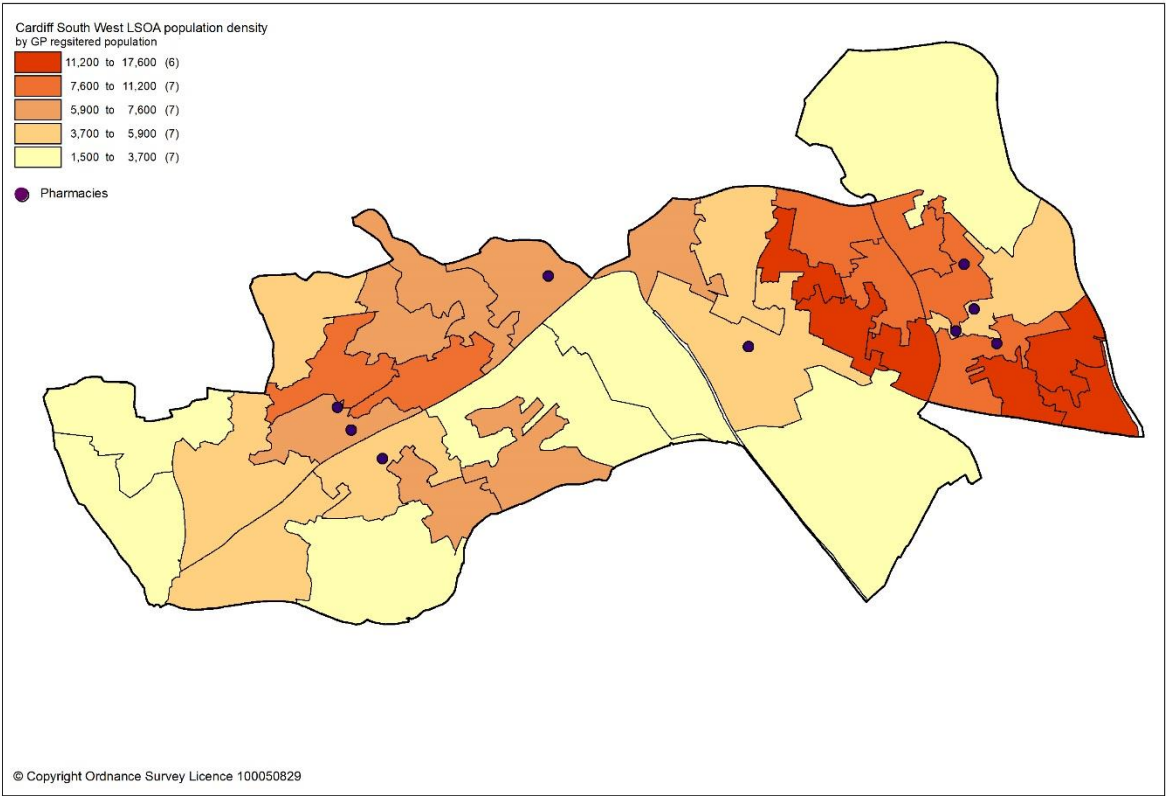 Cardiff South West LSOA population density
by GP regsitered population
11,200 to 17,600 (6)
7,600 to 11,200 (7)
5,900 to 7,600 (7)
3,700 to 5,900 (7)
1,500 to 3,700 (7)
Pharmacies
© Copyright Ordnance Survey Licence 100050829